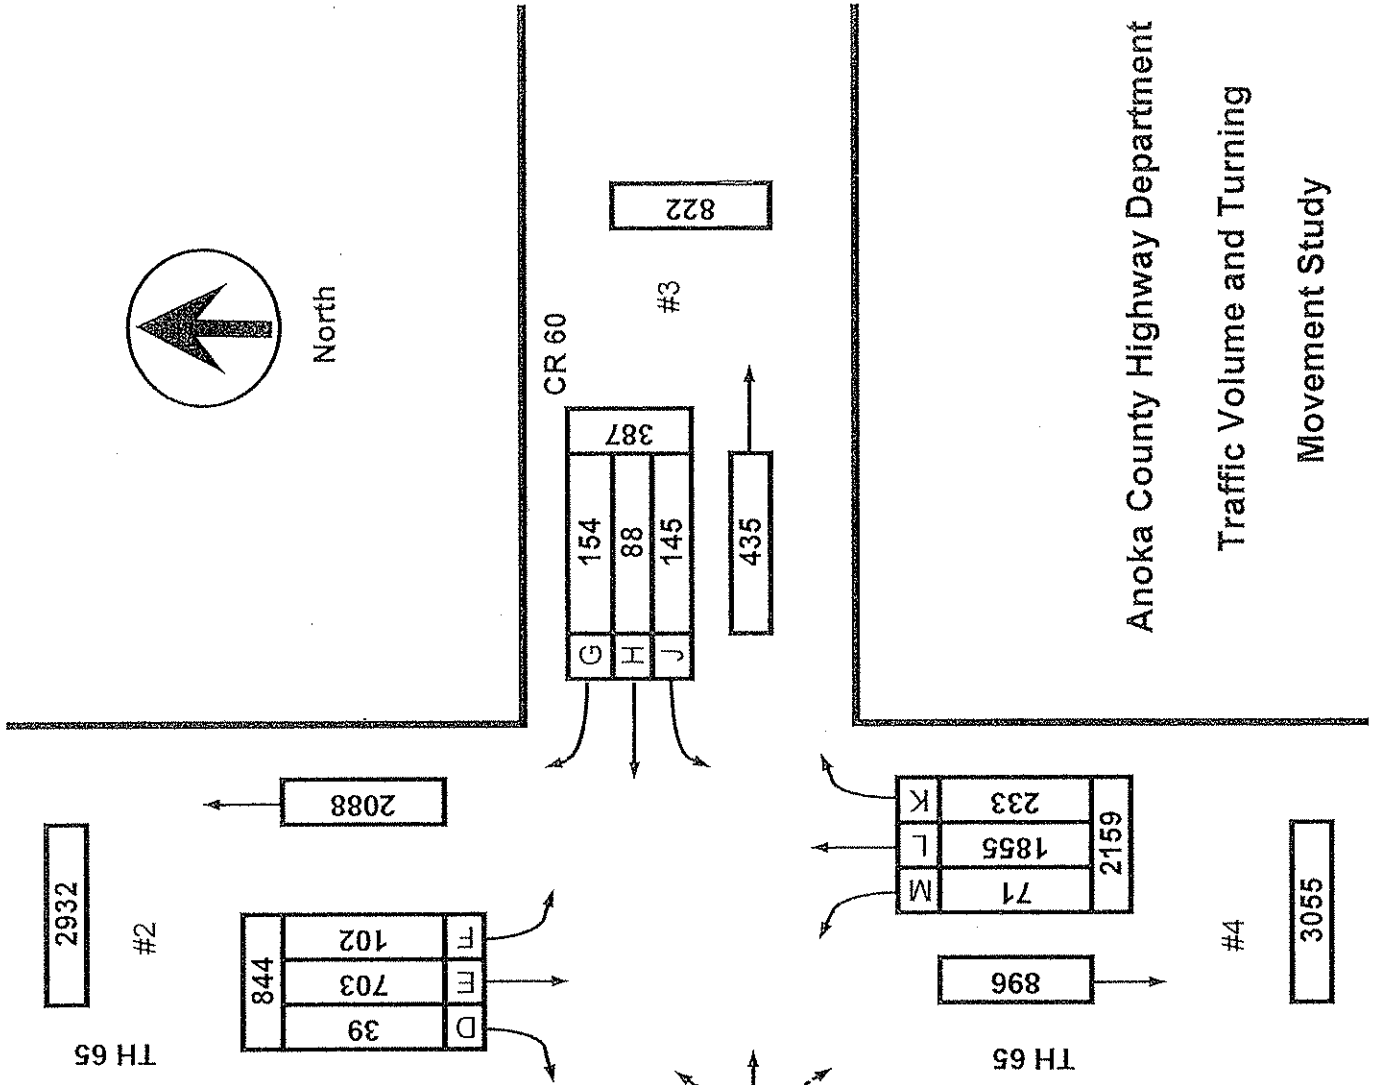 TH 65
2932
#2
844
39
703
102
D
E
F
2088
North
CR 60
G
154
H
88
J
145
387
435
#3
822
M
L
K
71
1855
233
2159
896
#4
3055
TH 65
Anoka County Highway Department
Traffic Volume and Turning
Movement Study